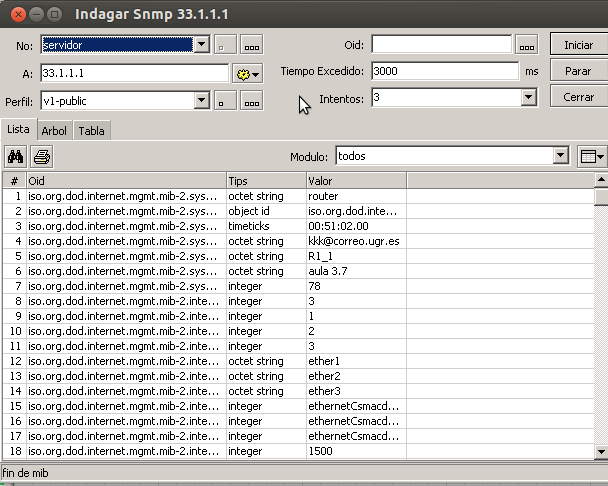 Indagar Snmp 33.1.1.1
No: servidor Oid: Iniciar
A: 33.1.1.1 Tiempo Excedido: 3000 ms Parar
Perfil: v1-public Intentos: 3 Cerrar
Lista Arbol Tabla
Modulo: todos
# Oid Tips Valor
1 iso.org.dod.internet.mgmt.mib-2.sys... octet string router
2 iso.org.dod.internet.mgmt.mib-2.sys... object id iso.org.dod.inte...
3 iso.org.dod.internet.mgmt.mib-2.sys... timeticks 00:51:02.00
4 iso.org.dod.internet.mgmt.mib-2.sys... octet string kkk@correo.ugr.es
5 iso.org.dod.internet.mgmt.mib-2.sys... octet string R1_1
6 iso.org.dod.internet.mgmt.mib-2.sys... octet string aula 3.7
7 iso.org.dod.internet.mgmt.mib-2.sys... integer 78
8 iso.org.dod.internet.mgmt.mib-2.inte... integer 3
9 iso.org.dod.internet.mgmt.mib-2.inte... integer 1
10 iso.org.dod.internet.mgmt.mib-2.inte... integer 2
11 iso.org.dod.internet.mgmt.mib-2.inte... integer 3
12 iso.org.dod.internet.mgmt.mib-2.inte... octet string ether1
13 iso.org.dod.internet.mgmt.mib-2.inte... octet string ether2
14 iso.org.dod.internet.mgmt.mib-2.inte... octet string ether3
15 iso.org.dod.internet.mgmt.mib-2.inte... integer ethernetCsmacd...
16 iso.org.dod.internet.mgmt.mib-2.inte... integer ethernetCsmacd...
17 iso.org.dod.internet.mgmt.mib-2.inte... integer ethernetCsmacd...
18 iso.org.dod.internet.mgmt.mib-2.inte... integer 1500
fin de mib